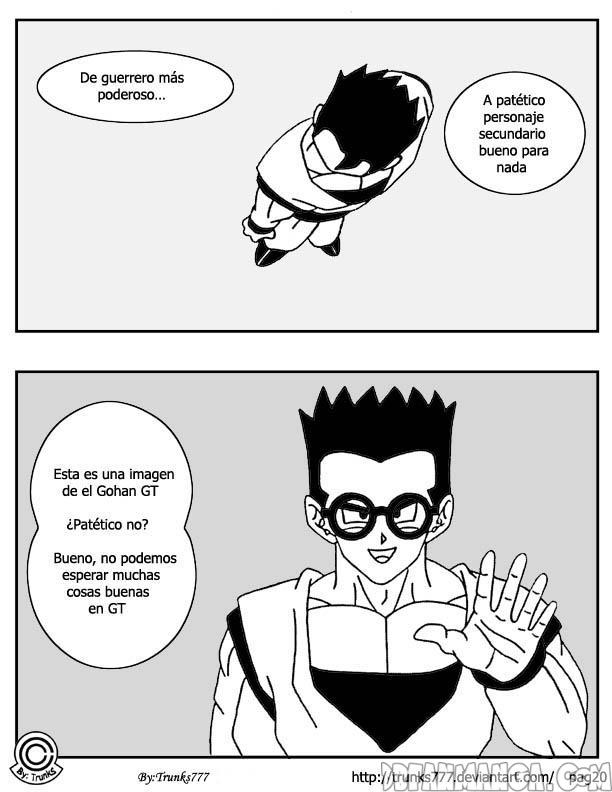 De guerrero más
poderoso...
A patético
personaje
secundario
bueno para
nada
Esta es una imagen
de el Gohan GT
¿Patético no?
Bueno, no podemos
esperar muchas
cosas buenas
en GT
By: Trunks
By:Trunks777
http://trunks777.deviantart.com/ pag20
DBFANMANGA.COM